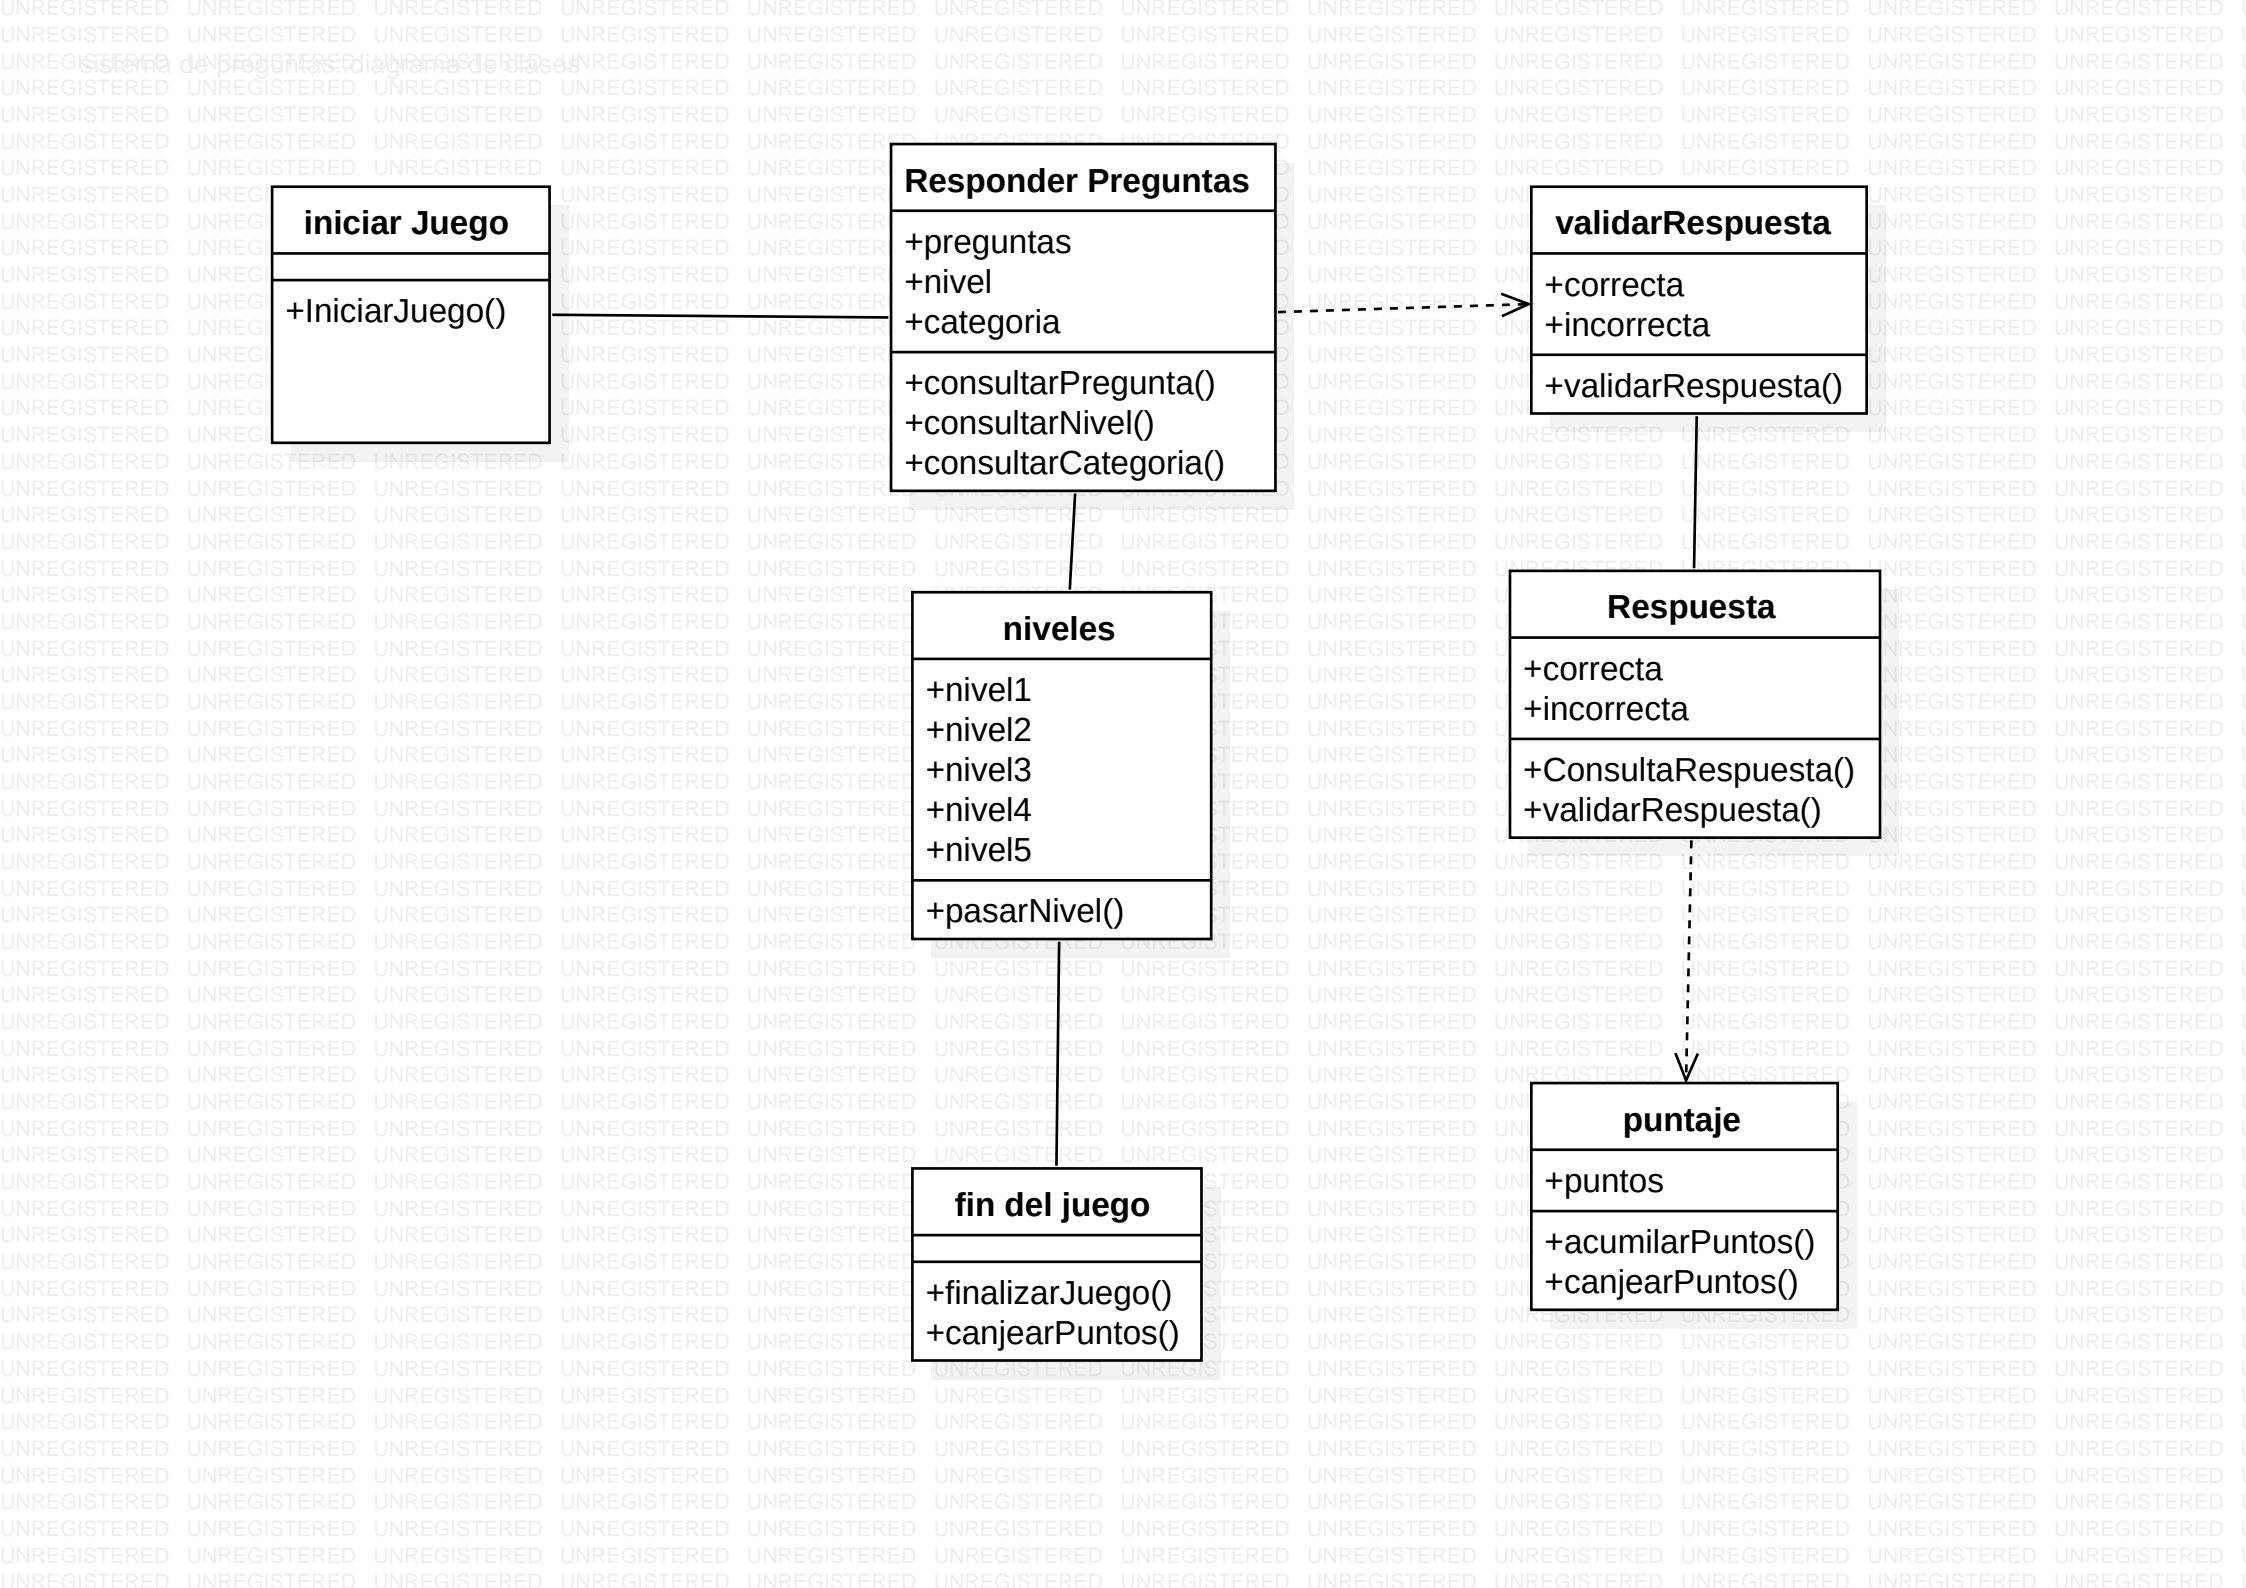 sistema de preguntas::diagrama de clases
iniciar Juego
+IniciarJuego()
Responder Preguntas
+preguntas
+nivel
+categoria
+consultarPregunta()
+consultarNivel()
+consultarCategoria()
validarRespuesta
+correcta
+incorrecta
+validarRespuesta()
niveles
+nivel1
+nivel2
+nivel3
+nivel4
+nivel5
+pasarNivel()
Respuesta
+correcta
+incorrecta
+ConsultaRespuesta()
+validarRespuesta()
fin del juego
+finalizarJuego()
+canjearPuntos()
puntaje
+puntos
+acumilarPuntos()
+canjearPuntos()
UNREGISTERED